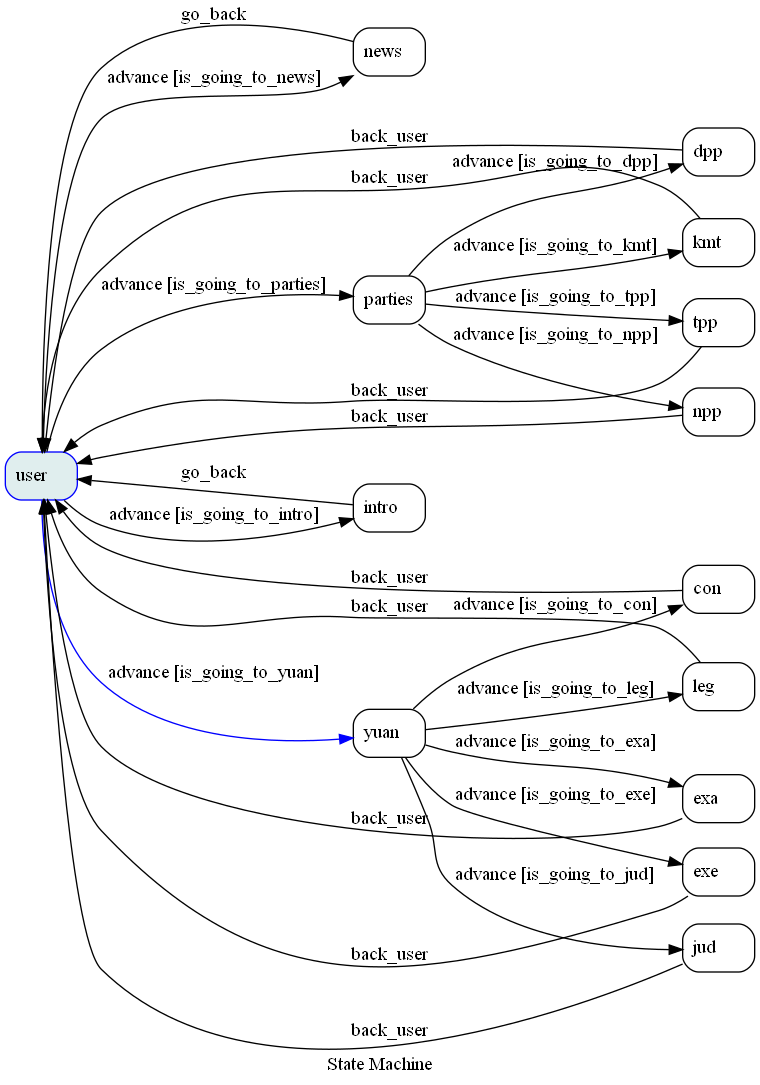 go_back
news
advance [is_going_to_news]
back_user
dpp
advance [is_going_to_dpp]
back_user
kmt
advance [is_going_to_kmt]
advance [is_going_to_parties]
parties
advance [is_going_to_tpp]
tpp
advance [is_going_to_npp]
back_user
npp
back_user
user
go_back
intro
advance [is_going_to_intro]
back_user
con
advance [is_going_to_con]
back_user
leg
advance [is_going_to_yuan]
advance [is_going_to_leg]
yuan
advance [is_going_to_exa]
exa
advance [is_going_to_exe]
back_user
exe
advance [is_going_to_jud]
jud
back_user
back_user
State Machine